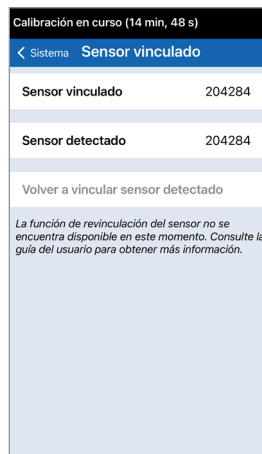 Calibración en curso (14 min, 48 s)
Sistema Sensor vinculado
Sensor vinculado 204284
Sensor detectado 204284
Volver a vincular sensor detectado
La función de revinculación del sensor no se
encuentra disponible en este momento. Consulte la
guía del usuario para obtener más información.